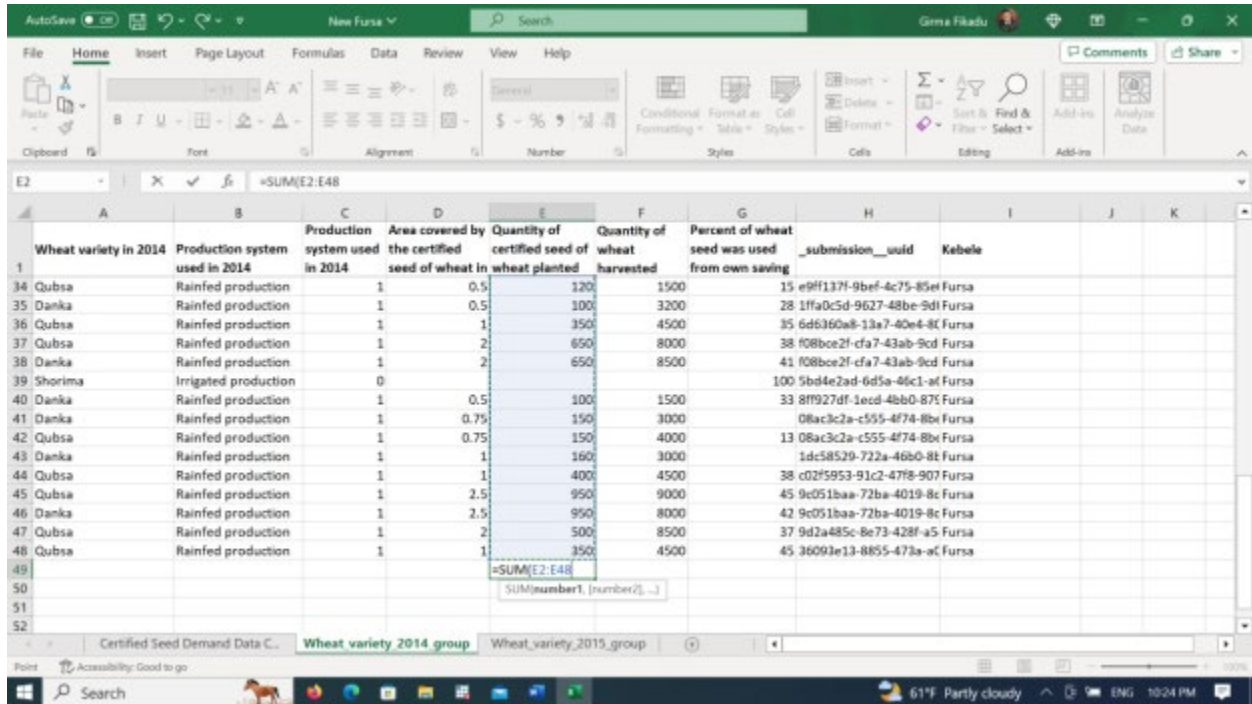 AutoSave Off New Fursa Search Girma Fikadu
File Home Insert Page Layout Formulas Data Review View Help Comments Share
Paste 11 A A General Conditional Formatting Format as Table Cell Styles Insert Delete Format Sort & Filter Find & Select Add-ins Analyze Data
B I U A $ % 9
Clipboard Font Alignment Number Styles Cells Editing Add-ins
E2 fx =SUM(E2:E48
A B C D E F G H I J K
1 Wheat variety in 2014 Production system used in 2014 Production system used in 2014 Area covered by the certified seed of wheat in Quantity of certified seed of wheat planted Quantity of wheat harvested Percent of wheat seed was used from own saving _submission__uuid Kebele
34 Qubsa Rainfed production 1 0.5 120 1500 15 e9ff137f-9bef-4c75-85e Fursa
35 Danka Rainfed production 1 0.5 100 3200 28 1ffa0c5d-9627-48be-9d Fursa
36 Qubsa Rainfed production 1 1 350 4500 35 6d6360a8-13a7-40e4-8 Fursa
37 Qubsa Rainfed production 1 2 650 8000 38 f08bce2f-cfa7-43ab-9cd Fursa
38 Danka Rainfed production 1 2 650 8500 41 f08bce2f-cfa7-43ab-9cd Fursa
39 Shorima Irrigated production 0 100 5bd4e2ad-6d5a-46c1-a Fursa
40 Danka Rainfed production 1 0.5 100 1500 33 8ff927df-1ecd-4bb0-879 Fursa
41 Danka Rainfed production 1 0.75 150 3000 08ac3c2a-c555-4f74-8b Fursa
42 Qubsa Rainfed production 1 0.75 150 4000 13 08ac3c2a-c555-4f74-8b Fursa
43 Danka Rainfed production 1 1 160 3000 1dc58529-722a-46b0-8 Fursa
44 Qubsa Rainfed production 1 1 400 4500 38 c02f5953-91c2-47f8-907 Fursa
45 Qubsa Rainfed production 1 2.5 950 9000 45 9c051baa-72ba-4019-8c Fursa
46 Danka Rainfed production 1 2.5 950 8000 42 9c051baa-72ba-4019-8c Fursa
47 Qubsa Rainfed production 1 2 500 8500 37 9d2a485c-8e73-428f-a5 Fursa
48 Qubsa Rainfed production 1 1 350 4500 45 36093e13-8855-473a-a Fursa
49 =SUM(E2:E48
50 SUM(number1, [number2], ...)
51
52
Certified Seed Demand Data C... Wheat_variety_2014_group Wheat_variety_2015_group
Point Accessibility: Good to go 100%
Search 61°F Partly cloudy ENG 10:24 PM